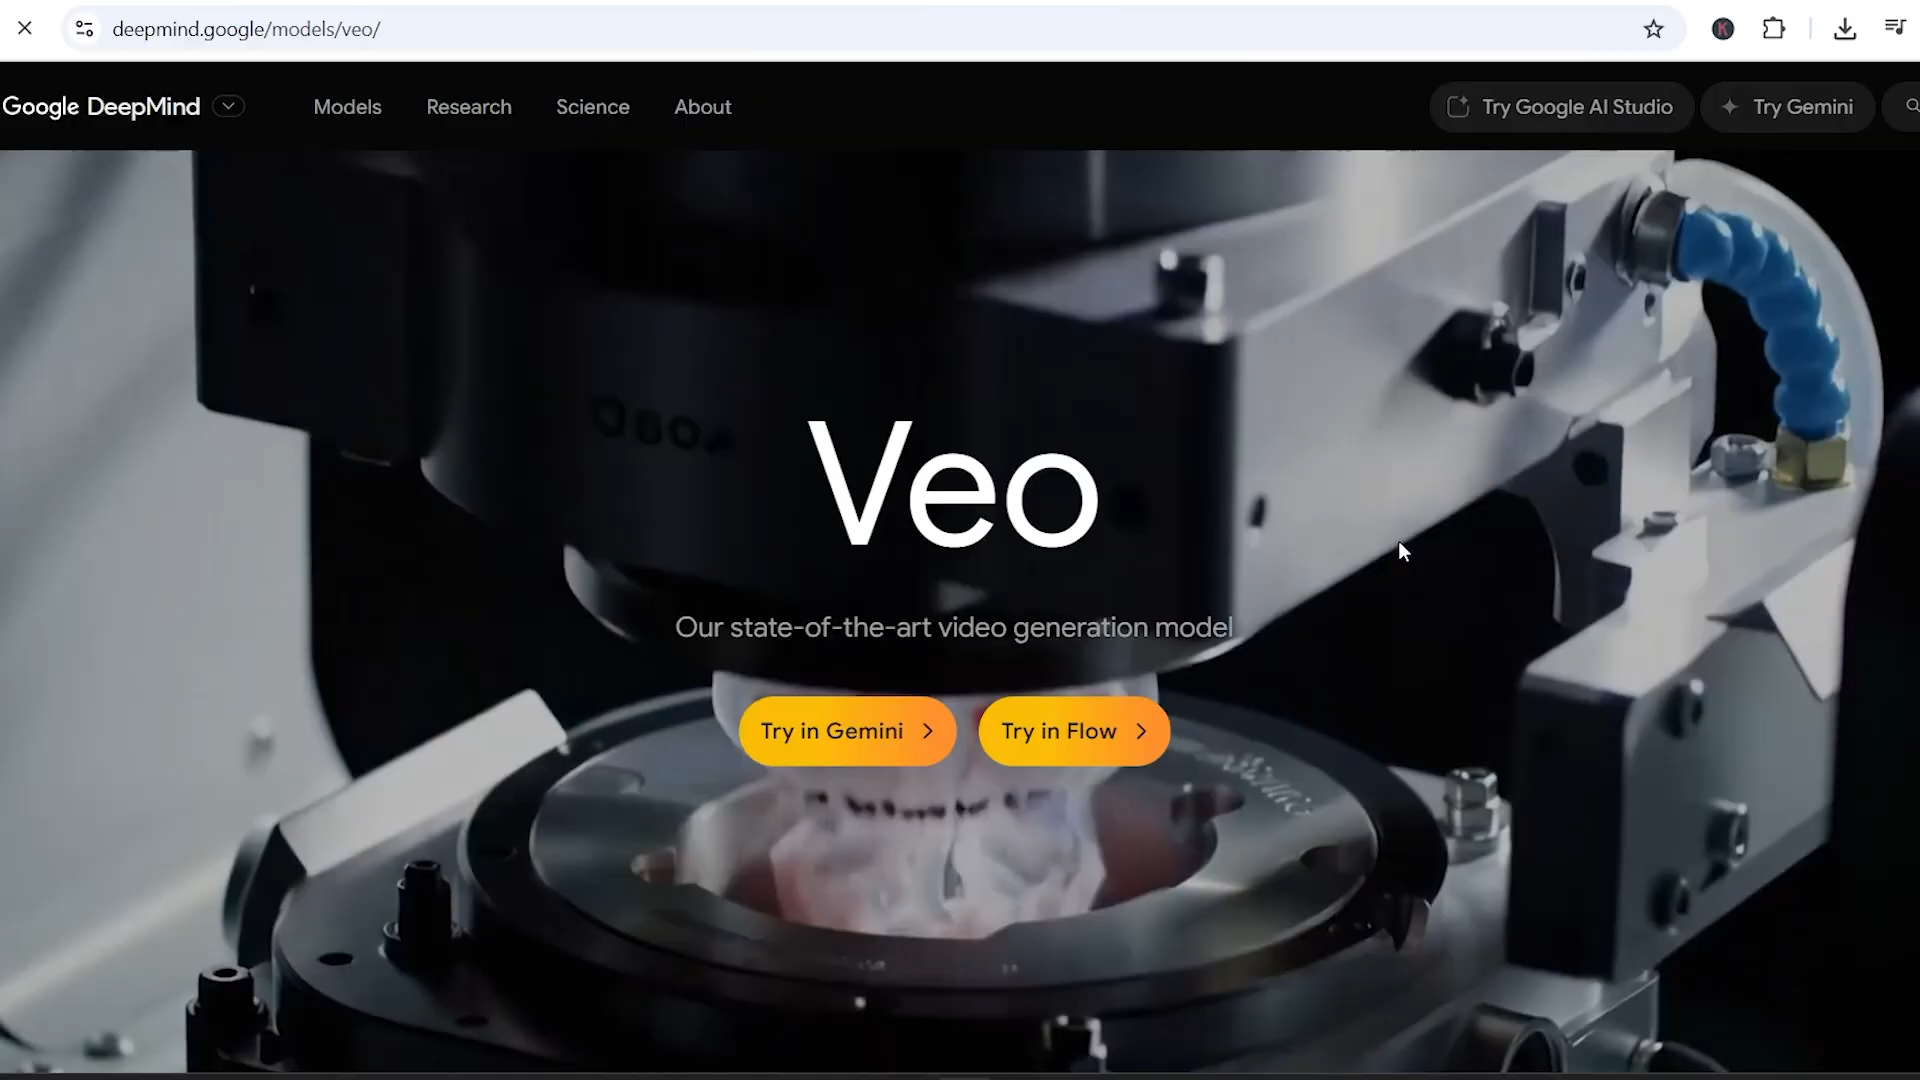 deepmind.google/models/veo/
Google DeepMind
Models
Research
Science
About
Try Google AI Studio
Try Gemini
Veo
Our state-of-the-art video generation model
Try in Gemini
Try in Flow